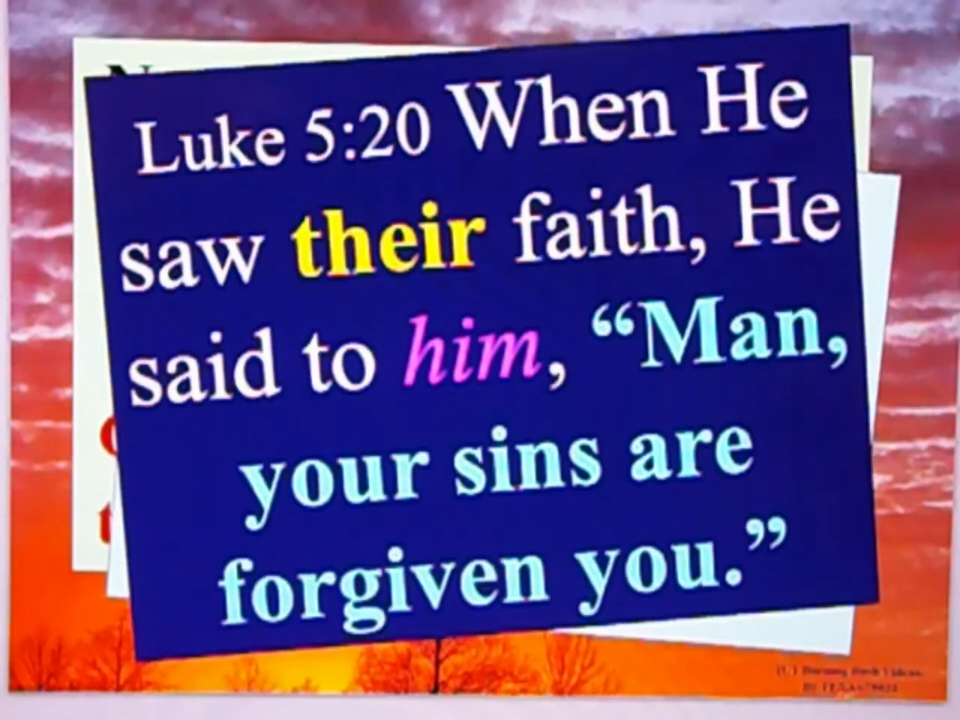 Luke 5:20 When He
saw their faith, He
said to him, “Man,
your sins are
forgiven you.”